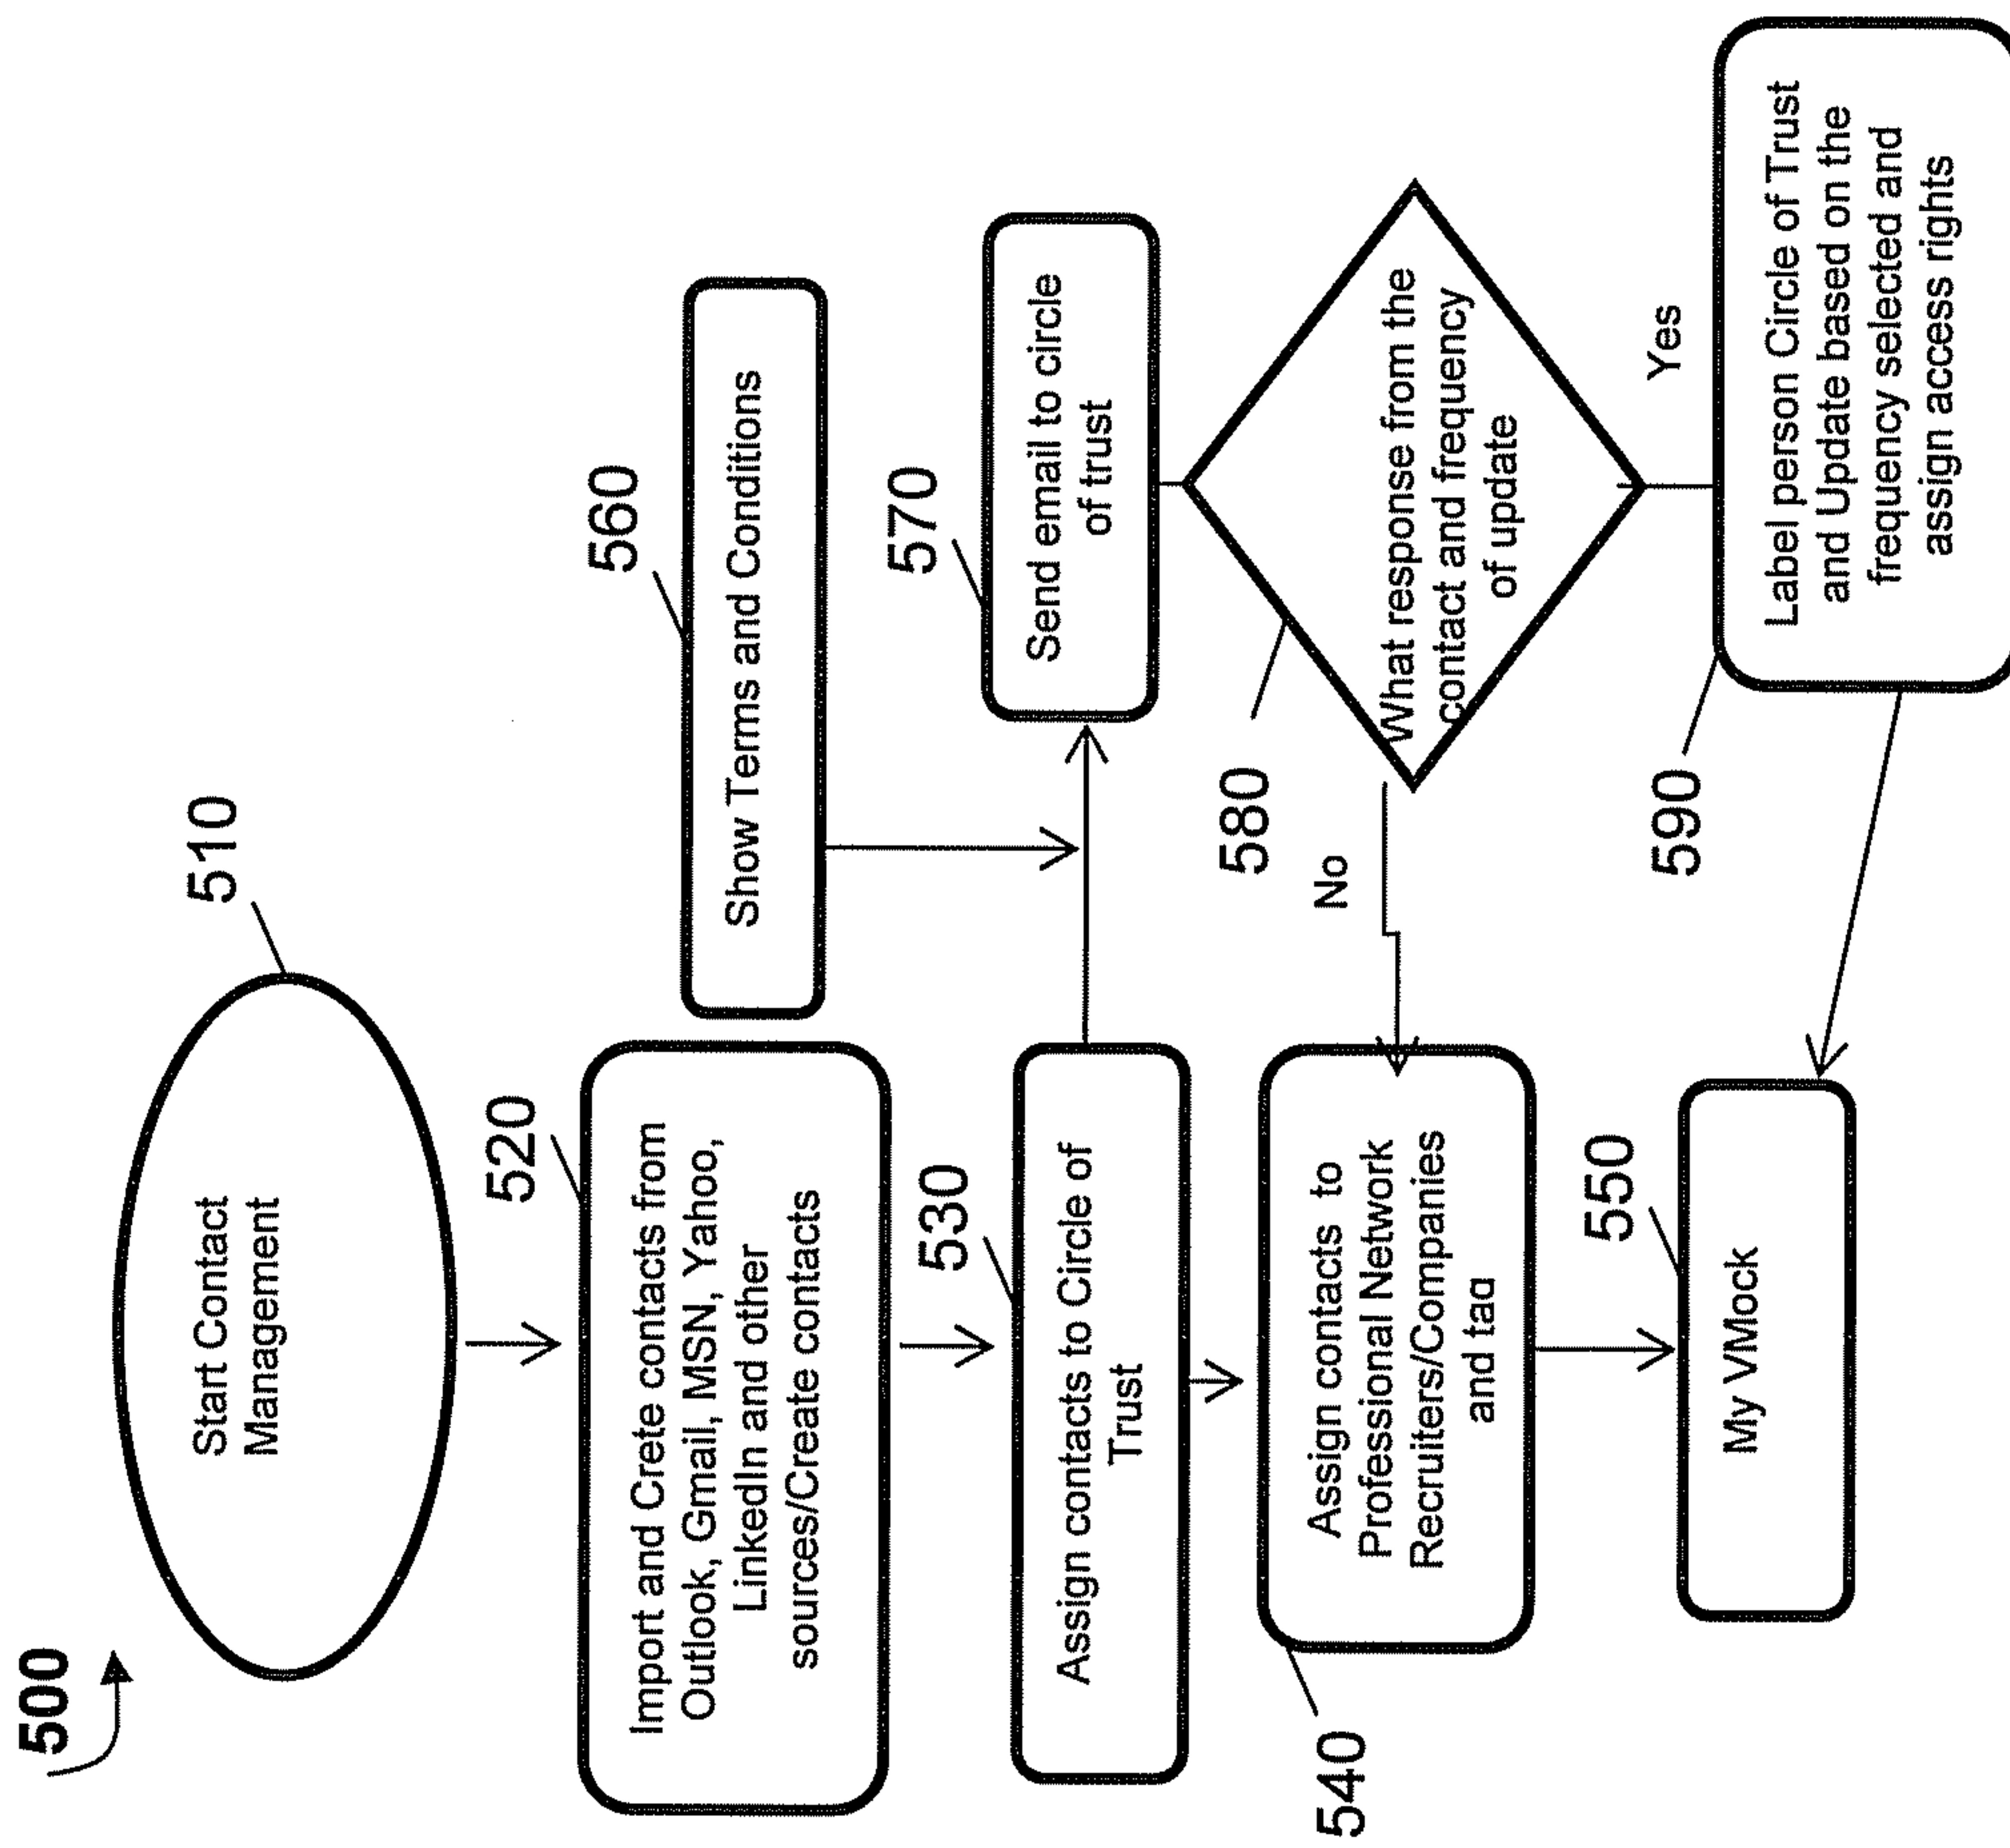 500
510
Start Contact
Management
520
Import and Crete contacts from
Outlook, Gmail, MSN, Yahoo,
LinkedIn and other
sources/Create contacts
530
Assign contacts to Circle of
Trust
540
Assign contacts to
Professional Network
Recruiters/Companies
and tag
550
My VMock
560
Show Terms and Conditions
570
Send email to circle
of trust
580
What response from the
contact and frequency
of update
No
Yes
590
Label person Circle of Trust
and Update based on the
frequency selected and
assign access rights